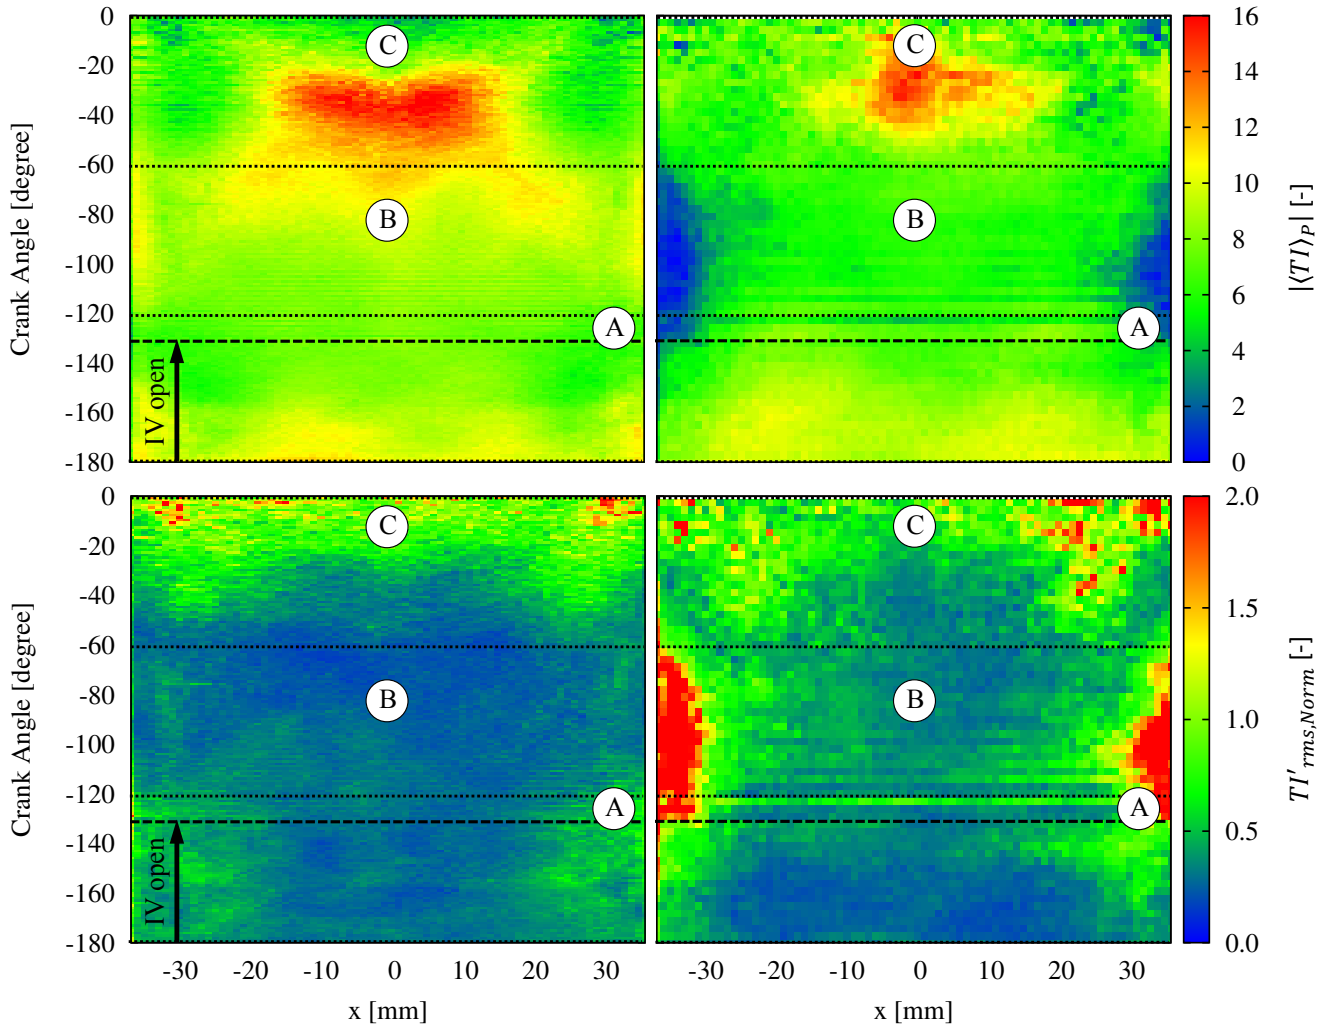 0
-20
-40
-60
-80
-100
-120
-140
-160
-180
Crank Angle [degree]
C
B
A
IV open
C
B
A
16
14
12
10
8
6
4
2
0
|⟨TI⟩P| [-]
0
-20
-40
-60
-80
-100
-120
-140
-160
-180
Crank Angle [degree]
C
B
A
IV open
C
B
A
2.0
1.5
1.0
0.5
0.0
TI′rms,Norm [-]
-30 -20 -10 0 10 20 30
x [mm]
-30 -20 -10 0 10 20 30
x [mm]